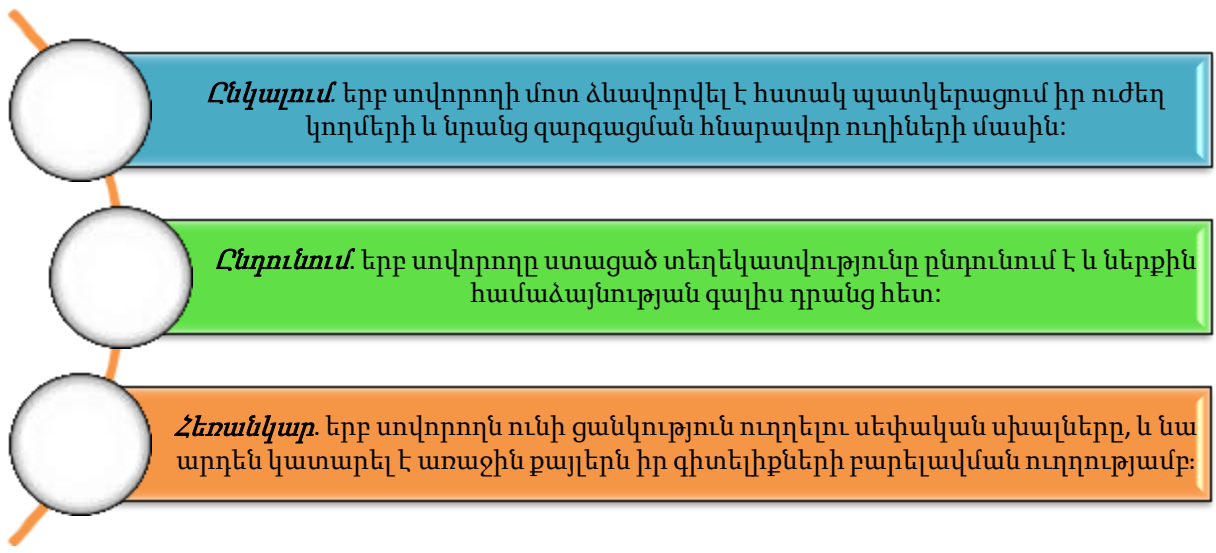 Ընկալում. երբ սովորողի մոտ ձևավորվել է հստակ պատկերացում իր ուժեղ
կողմերի և նրանց զարգացման հնարավոր ուղիների մասին:
Ընդունում. երբ սովորողը ստացած տեղեկատվությունը ընդունում է և ներքին
համաձայնության գալիս դրանց հետ:
Հեռանկար. երբ սովորողն ունի ցանկություն ուղղելու սեփական սխալները, և նա
արդեն կատարել է առաջին քայլերն իր գիտելիքների բարելավման ուղղությամբ: